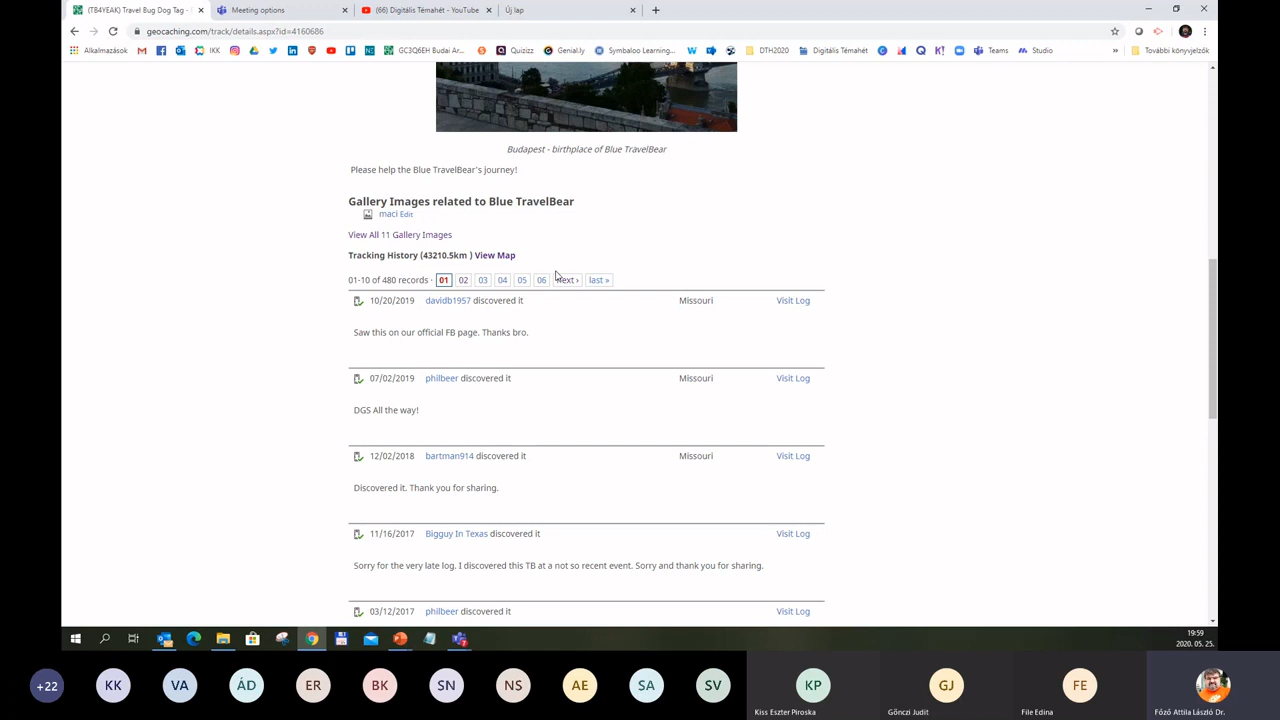 (TB4YEAK) Travel Bug Dog Tag -
Meeting options
(66) Digitális Témahét - YouTube
Új lap
geocaching.com/track/details.aspx?id=4160686
Alkalmazások
IKK
GC3Q6EH Budai Ar...
Quizizz
Genial.ly
Symbaloo Learning...
DTH2020
Digitális Témahét
Teams
Studio
»
További könyvjelzők
Budapest - birthplace of Blue TravelBear
Please help the Blue TravelBear's journey!
Gallery Images related to Blue TravelBear
maci Edit
View All 11 Gallery Images
Tracking History (43210.5km ) View Map
01-10 of 480 records · 01 02 03 04 05 06 next › last »
10/20/2019 davidb1957 discovered it Missouri Visit Log
Saw this on our official FB page. Thanks bro.
07/02/2019 philbeer discovered it Missouri Visit Log
DGS All the way!
12/02/2018 bartman914 discovered it Missouri Visit Log
Discovered it. Thank you for sharing.
11/16/2017 Bigguy In Texas discovered it Visit Log
Sorry for the very late log. I discovered this TB at a not so recent event. Sorry and thank you for sharing.
03/12/2017 philbeer discovered it Visit Log
19:59
2020. 05. 25.
+22 KK VA ÁD ER BK SN NS AE SA SV KP GJ FE
Kiss Eszter Piroska
Gönczi Judit
File Edina
Főző Attila László Dr.